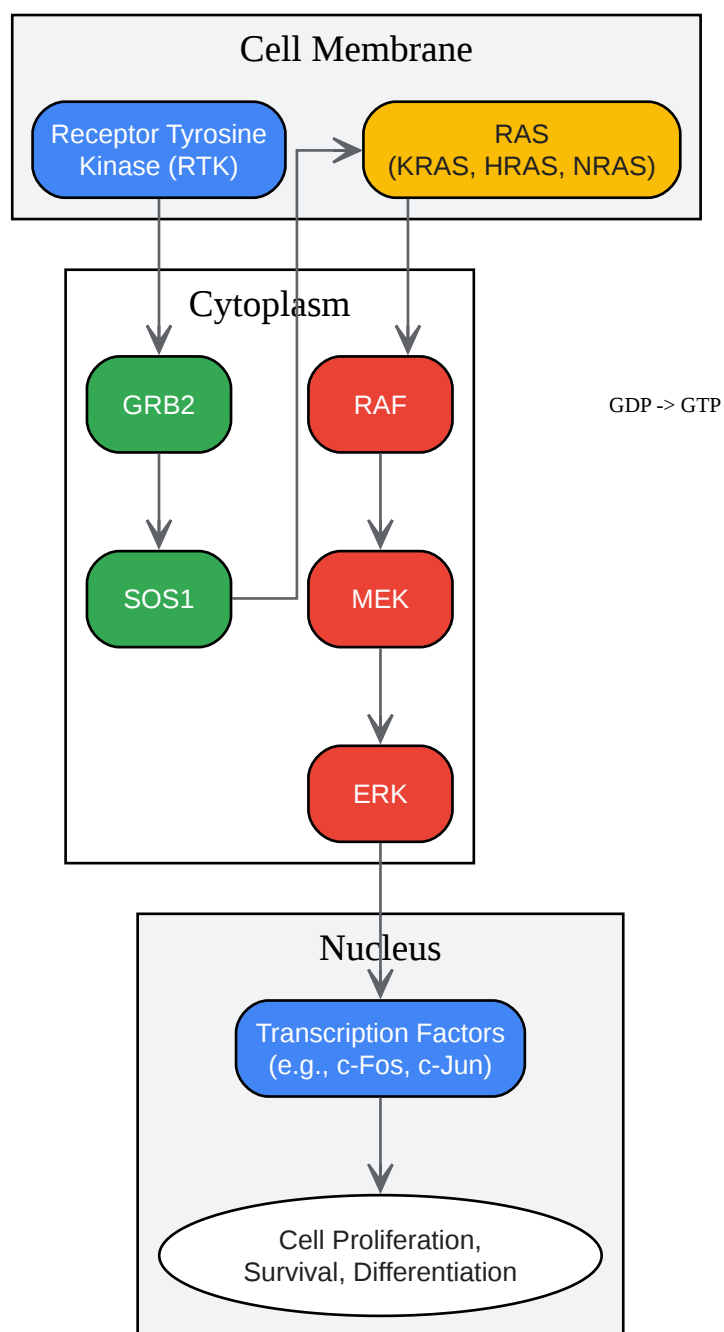 Cell Membrane
Receptor Tyrosine
Kinase (RTK)
RAS
(KRAS, HRAS, NRAS)
Cytoplasm
GRB2
RAF
GDP -> GTP
SOS1
MEK
ERK
Nucleus
Transcription Factors
(e.g., c-Fos, c-Jun)
Cell Proliferation,
Survival, Differentiation